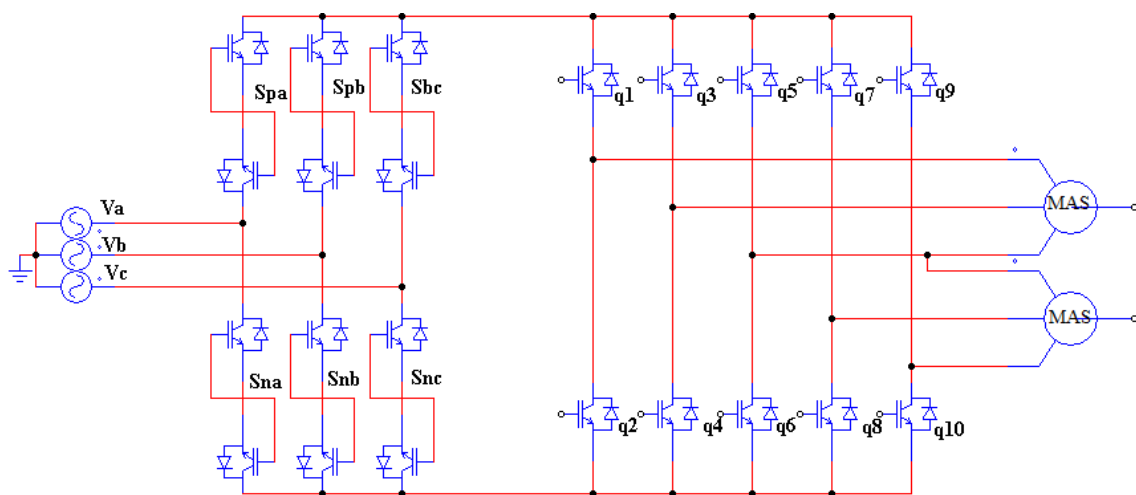 Spa Spb Sbc
q1 q3 q5 q7 q9
Va
Vb
Vc
MAS
MAS
Sna Snb Snc
q2 q4 q6 q8 q10